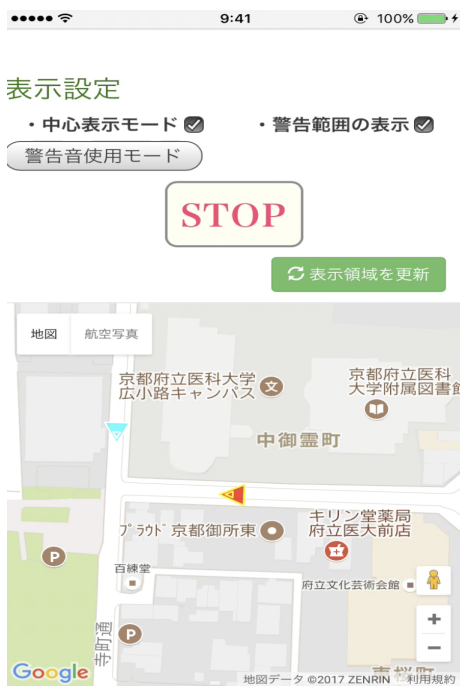 9:41
100%
表示設定
・中心表示モード
・警告範囲の表示
警告音使用モード
STOP
表示領域を更新
地図
航空写真
京都府立医科大学
広小路キャンパス
文
京都府立医科
大学附属図書館
中御霊町
キリン堂薬局
府立医大前店
ﾌﾟﾗｳﾄﾞ京都御所東
P
百練堂
府立文化芸術会館
P
寺町通
+
−
Google
東桜町
地図データ ©2017 ZENRIN
利用規約